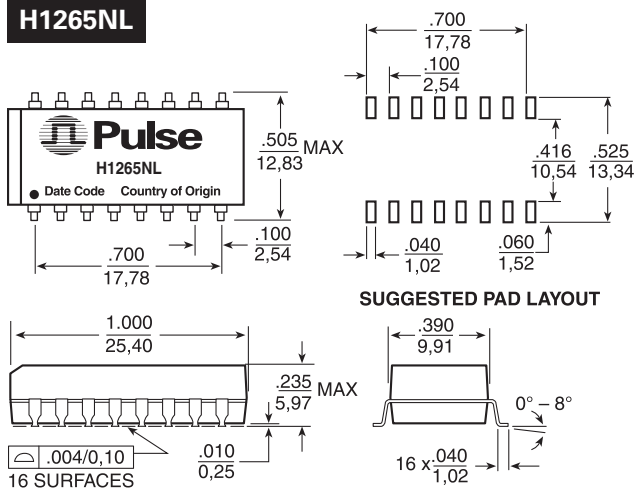 H1265NL
Pulse
H1265NL
Date Code Country of Origin
.505
12,83
MAX
.100
2,54
.700
17,78
.700
17,78
.100
2,54
.416
10,54
.525
13,34
.040
1,02
.060
1,52
SUGGESTED PAD LAYOUT
1.000
25,40
.235
5,97
MAX
.010
0,25
.004/0,10
16 SURFACES
.390
9,91
0° – 8°
16 x .040
1,02